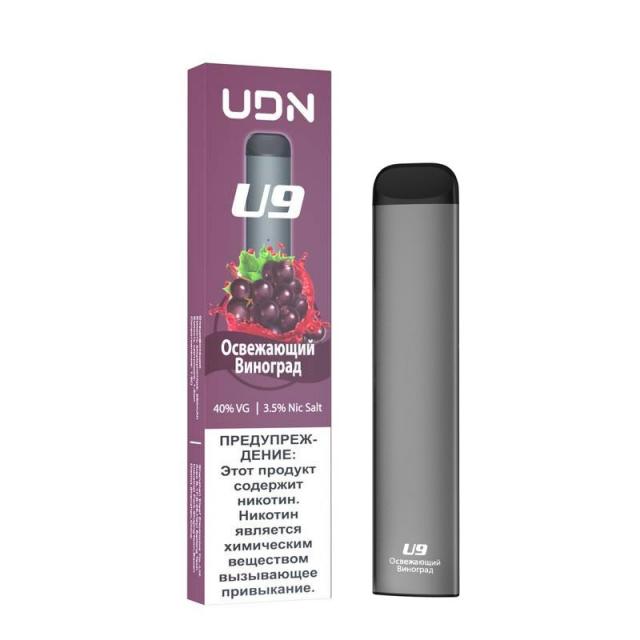 UDN
U9
Освежающий
Виноград
40% VG | 3.5% Nic Salt
ПРЕДУПРЕЖ-
ДЕНИЕ:
Этот продукт
содержит
никотин.
Никотин
является
химическим
веществом
вызывающее
привыкание.
U9
Освежающий
Виноград